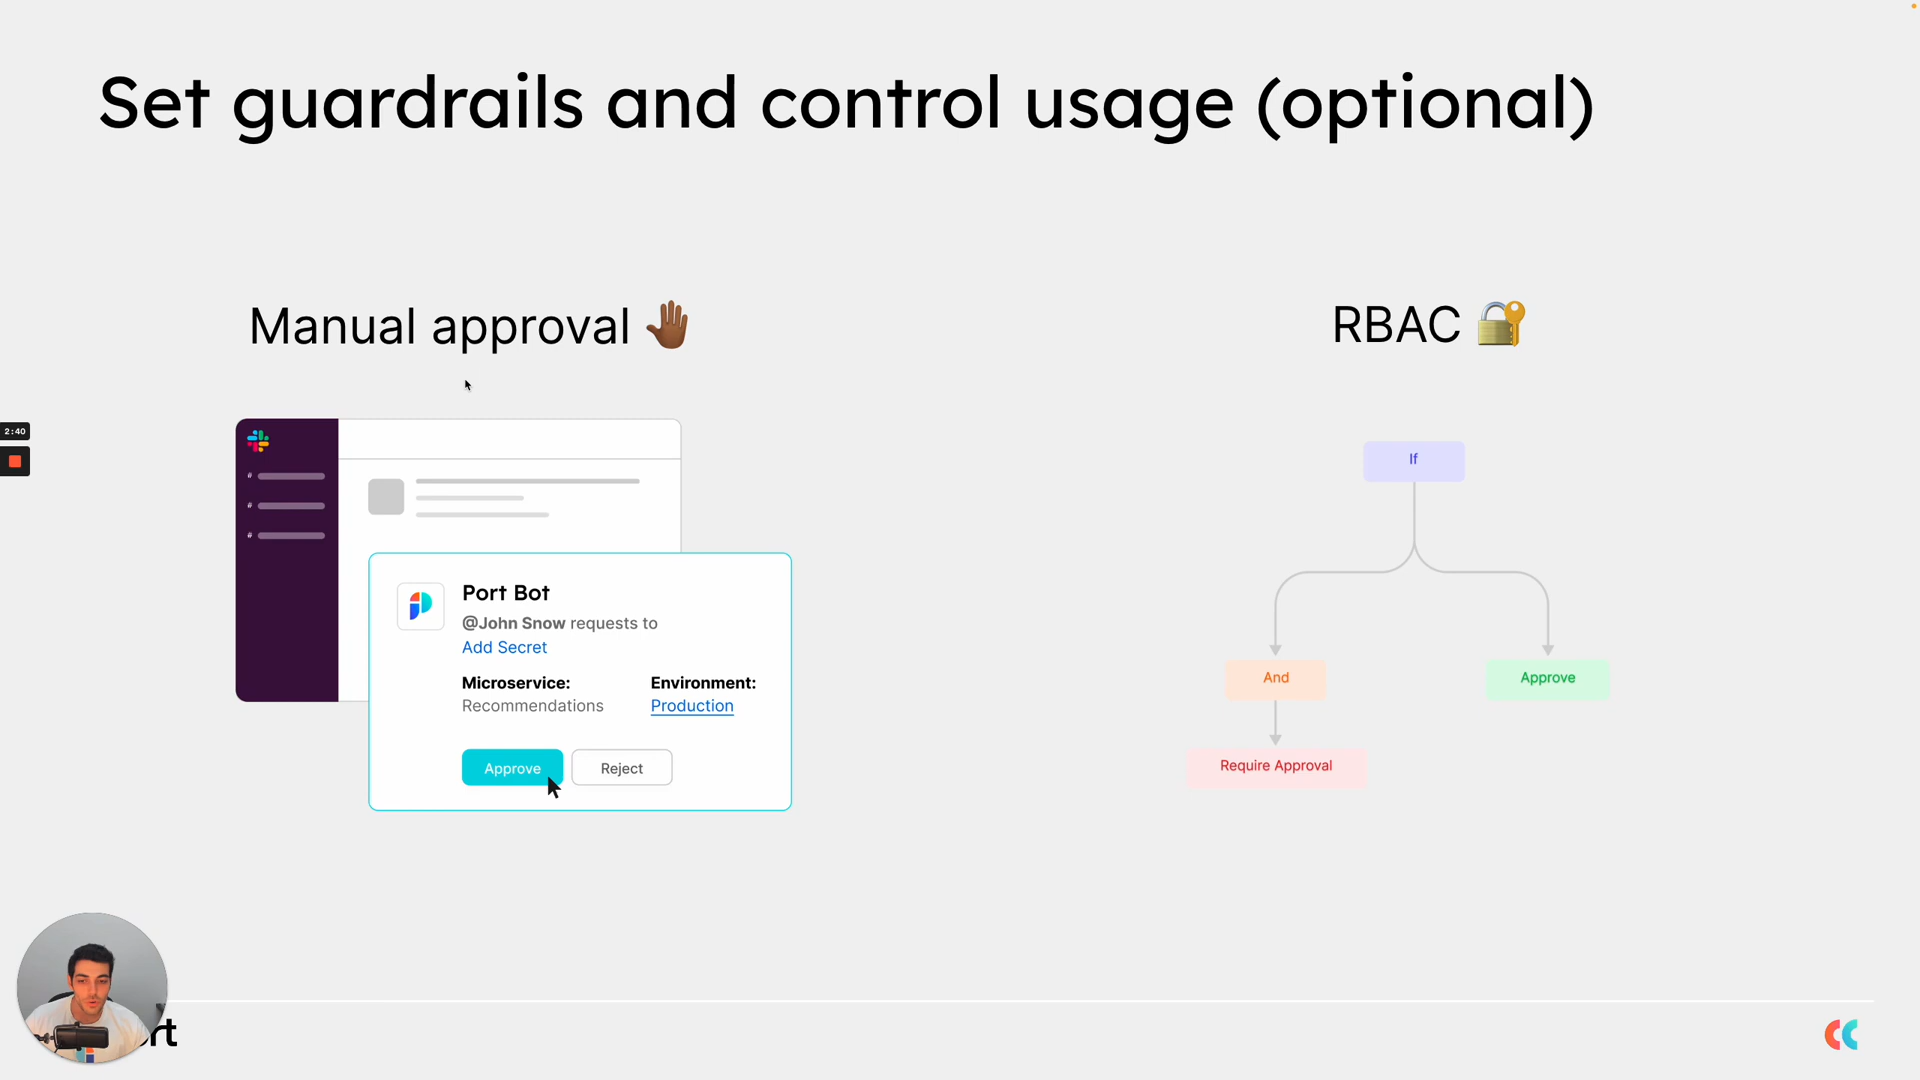 Set guardrails and control usage (optional)
Manual approval
RBAC
2:40
#
#
#
Port Bot
@John Snow requests to
Add Secret
Microservice:
Environment:
Recommendations
Production
Approve
Reject
If
And
Approve
Require Approval